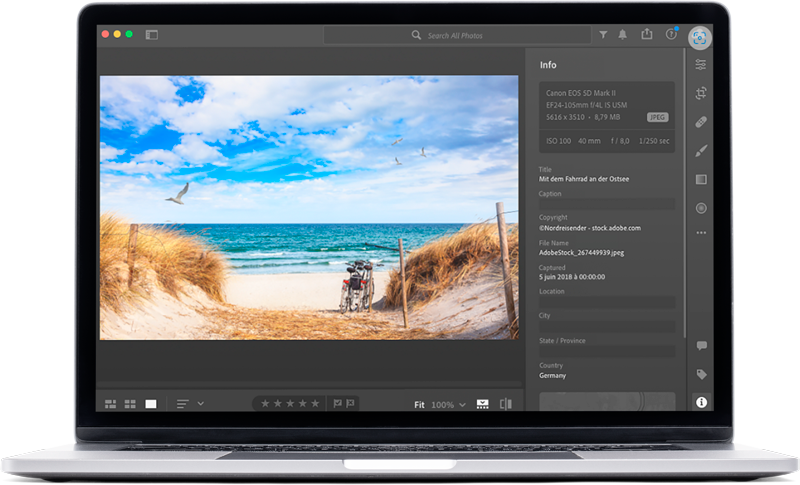 Search All Photos
Info
Canon EOS 5D Mark II
EF24-105mm f/4L IS USM
5616 x 3510 • 8,79 MB
JPEG
ISO 100 40 mm f / 8,0 1/250 sec
Title
Mit dem Fahrrad an der Ostsee
Caption
Copyright
©Nordreisender - stock.adobe.com
File Name
AdobeStock_267449939.jpeg
Captured
5 juin 2018 à 00:00:00
Location
City
State / Province
Country
Germany
Fit 100%